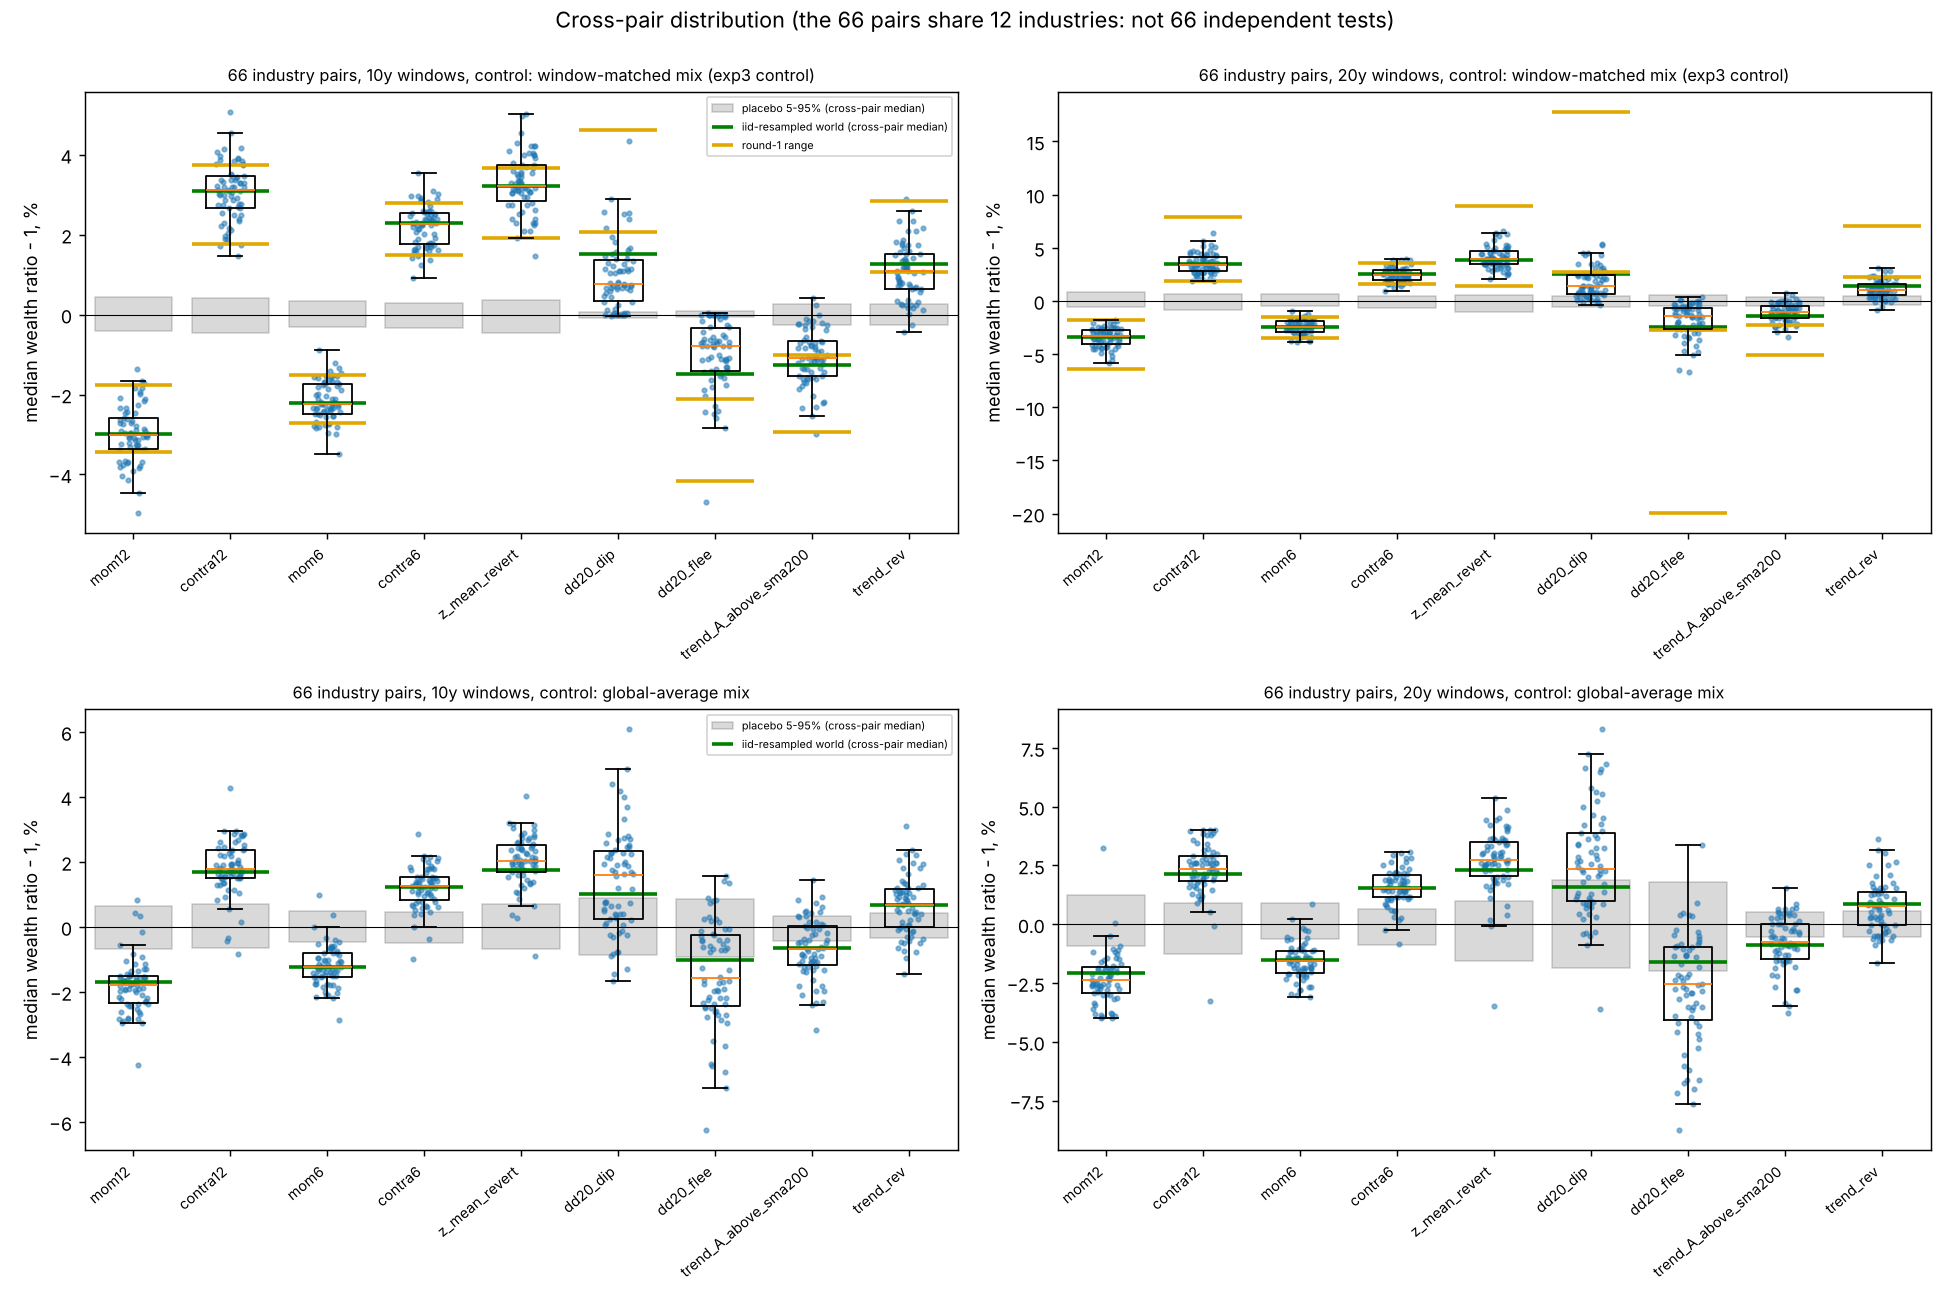 Cross-pair distribution (the 66 pairs share 12 industries: not 66 independent tests)
66 industry pairs, 10y windows, control: window-matched mix (exp3 control)
median wealth ratio - 1, %
4
2
0
−2
−4
placebo 5-95% (cross-pair median)
iid-resampled world (cross-pair median)
round-1 range
mom12
contra12
mom6
contra6
z_mean_revert
dd20_dip
dd20_flee
trend_A_above_sma200
trend_rev
66 industry pairs, 20y windows, control: window-matched mix (exp3 control)
median wealth ratio - 1, %
15
10
5
0
−5
−10
−15
−20
mom12
contra12
mom6
contra6
z_mean_revert
dd20_dip
dd20_flee
trend_A_above_sma200
trend_rev
66 industry pairs, 10y windows, control: global-average mix
median wealth ratio - 1, %
6
4
2
0
−2
−4
−6
placebo 5-95% (cross-pair median)
iid-resampled world (cross-pair median)
mom12
contra12
mom6
contra6
z_mean_revert
dd20_dip
dd20_flee
trend_A_above_sma200
trend_rev
66 industry pairs, 20y windows, control: global-average mix
median wealth ratio - 1, %
7.5
5.0
2.5
0.0
−2.5
−5.0
−7.5
mom12
contra12
mom6
contra6
z_mean_revert
dd20_dip
dd20_flee
trend_A_above_sma200
trend_rev